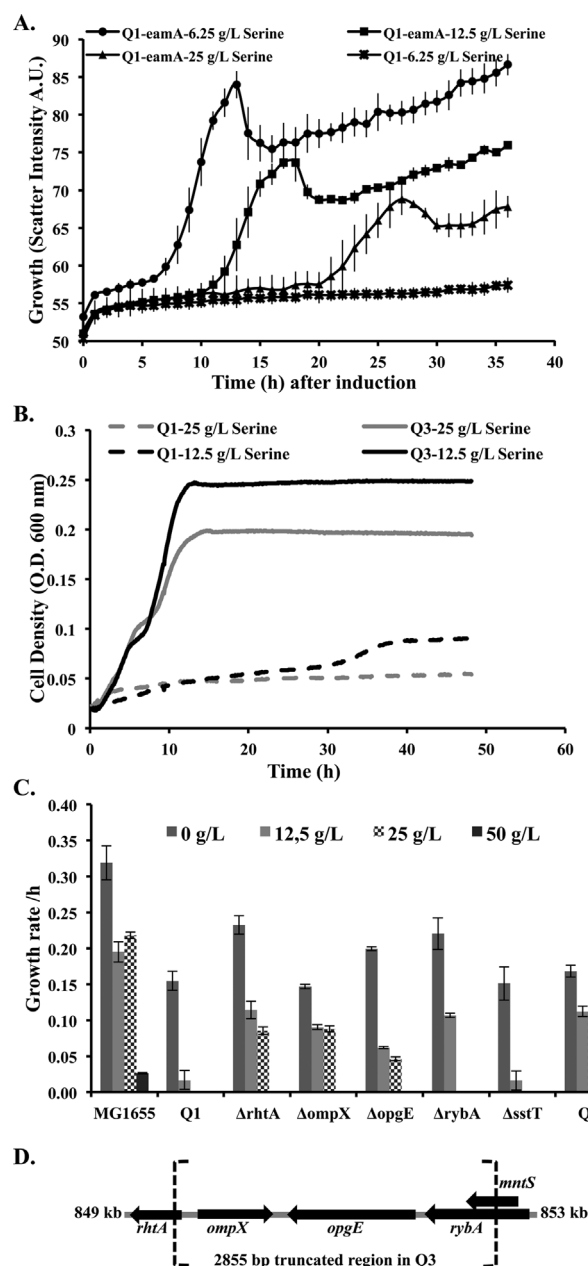 A.
Q1-eamA-6.25 g/L Serine
Q1-eamA-12.5 g/L Serine
Q1-eamA-25 g/L Serine
Q1-6.25 g/L Serine
Growth (Scatter Intensity A.U.)
90
85
80
75
70
65
60
55
50
0 5 10 15 20 25 30 35 40
Time (h) after induction
B.
Q1-25 g/L Serine
Q3-25 g/L Serine
Q1-12.5 g/L Serine
Q3-12.5 g/L Serine
Cell Density (O.D. 600 nm)
0.3
0.25
0.2
0.15
0.1
0.05
0
0 10 20 30 40 50 60
Time (h)
C.
0 g/L 12,5 g/L 25 g/L 50 g/L
Growth rate /h
0.40
0.35
0.30
0.25
0.20
0.15
0.10
0.05
0.00
MG1655 Q1 ΔrhtA ΔompX ΔopgE ΔrybA ΔsstT Q
D.
mntS
849 kb 853 kb
rhtA ompX opgE rybA
2855 bp truncated region in Q3